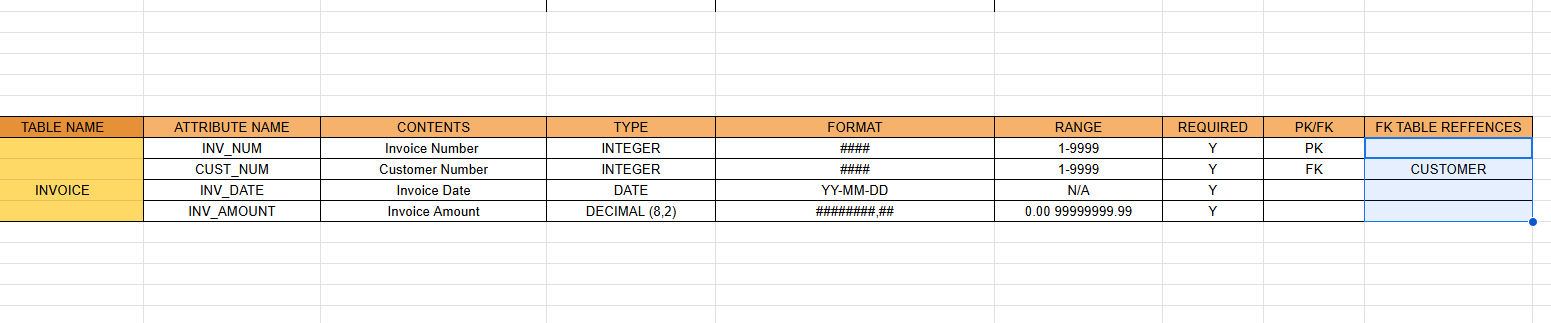 TABLE NAME ATTRIBUTE NAME CONTENTS TYPE FORMAT RANGE REQUIRED PK/FK FK TABLE REFFENCES
INV_NUM Invoice Number INTEGER #### 1-9999 Y PK
CUST_NUM Customer Number INTEGER #### 1-9999 Y FK CUSTOMER
INVOICE INV_DATE Invoice Date DATE YY-MM-DD N/A Y
INV_AMOUNT Invoice Amount DECIMAL (8,2) ########,## 0.00 99999999.99 Y